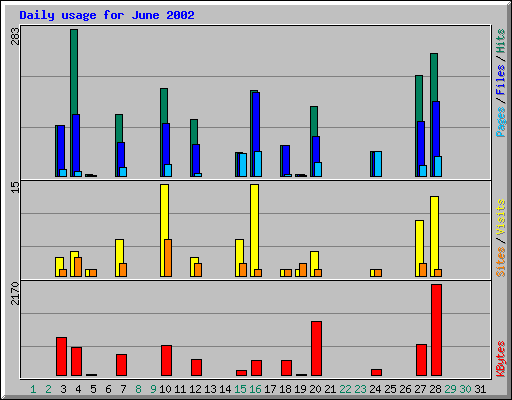 Daily usage for June 2002
283
Pages / Files / Hits
15
Sites / Visits
2170
KBytes
1 2 3 4 5 6 7 8 9 10 11 12 13 14 15 16 17 18 19 20 21 22 23 24 25 26 27 28 29 30 31